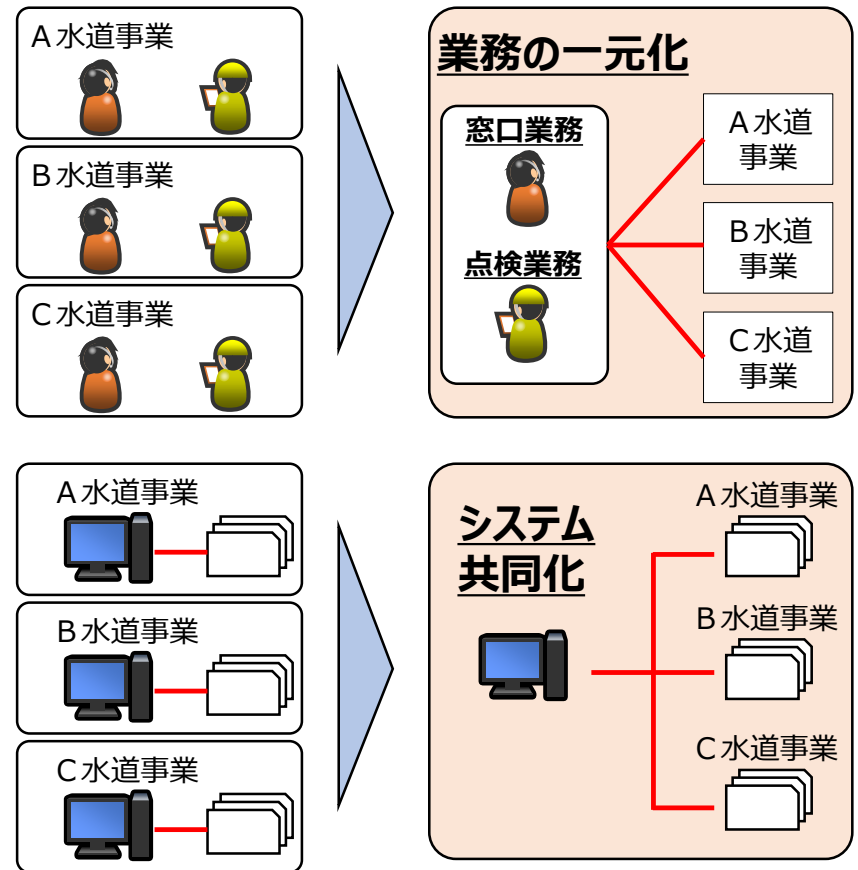 A水道事業
B水道事業
C水道事業
業務の一元化
窓口業務
点検業務
A水道
事業
B水道
事業
C水道
事業
A水道事業
B水道事業
C水道事業
システム
共同化
A水道事業
B水道事業
C水道事業